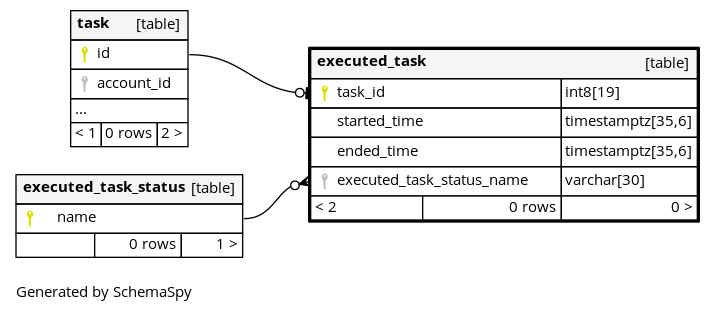 task [table]
id
account_id
...
< 1 0 rows 2 >
executed_task [table]
task_id int8[19]
started_time timestamptz[35,6]
ended_time timestamptz[35,6]
executed_task_status_name varchar[30]
< 2 0 rows 0 >
executed_task_status [table]
name
0 rows 1 >
Generated by SchemaSpy